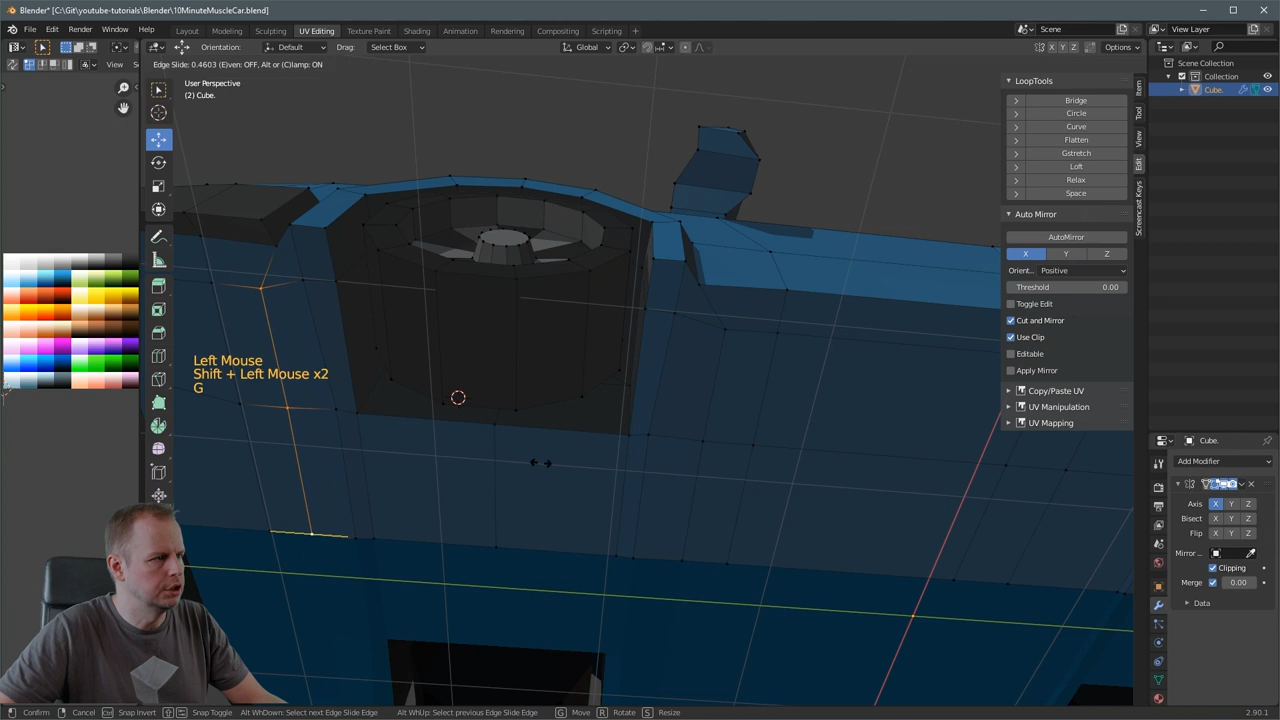 Blender* [C:\Git\youtube-tutorials\Blender\10MinuteMuscleCar.blend]
File Edit Render Window Help Layout Modeling Sculpting UV Editing Texture Paint Shading Animation Rendering Compositing Scripting Scene View Layer
Orientation: Default Drag: Select Box Global X Y Z Options
View S
Edge Slide: 0.4603 (E)ven: OFF, Alt or (C)lamp: ON
User Perspective
(2) Cube.
LoopTools
Bridge
Circle
Curve
Flatten
Gstretch
Loft
Relax
Space
Auto Mirror
AutoMirror
X Y Z
Orient.. Positive
Threshold 0.00
Toggle Edit
Cut and Mirror
Use Clip
Editable
Apply Mirror
Copy/Paste UV
UV Manipulation
UV Mapping
Item
Tool
View
Edit
Screencast Keys
Scene Collection
Collection
Cube.
Left Mouse
Shift + Left Mouse x2
G
Cube.
Add Modifier
Axis X Y Z
Bisect X Y Z
Flip X Y Z
Mirror ..
Clipping
Merge 0.00
Data
Confirm Cancel Snap Invert Snap Toggle Alt WhDown: Select next Edge Slide Edge Alt WhUp: Select previous Edge Slide Edge G Move R Rotate S Resize 2.90.1